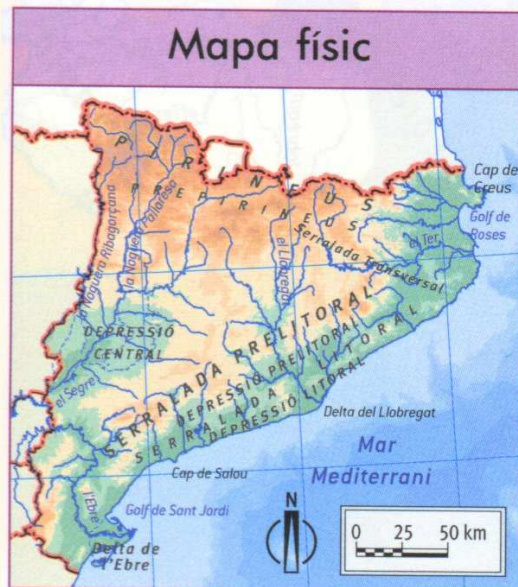 Mapa físic
PIRINEUS
PREPIRINEUS
Cap de
Creus
Golf de
Roses
el Ter
Serralada Transversal
la Noguera Ribagorçana
la Noguera Pallaresa
el Llobregat
DEPRESSIÓ
CENTRAL
el Segre
SERRALADA PRELITORAL
DEPRESSIÓ PRELITORAL
SERRALADA LITORAL
DEPRESSIÓ LITORAL
Delta del Llobregat
Mar
Mediterrani
Cap de Salou
l'Ebre
Golf de Sant Jordi
Delta de
l'Ebre
N
0 25 50 km